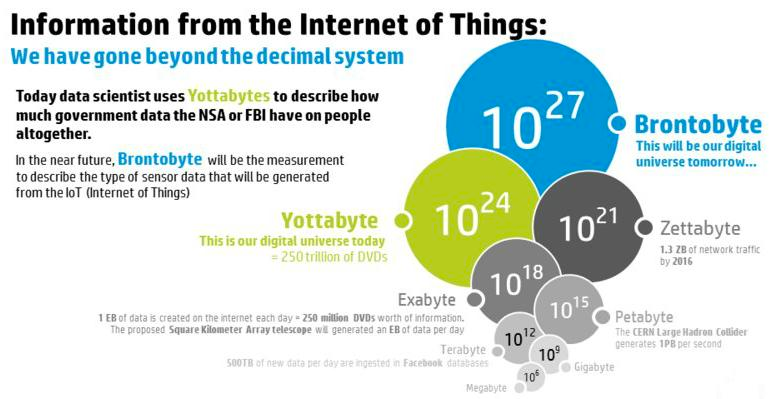 Information from the Internet of Things:
We have gone beyond the decimal system
Today data scientist uses Yottabytes to describe how
much government data the NSA or FBI have on people
altogether.
In the near future, Brontobyte will be the measurement
to describe the type of sensor data that will be generated
from the IoT (Internet of Things)
10^27
Brontobyte
This will be our digital
universe tomorrow...
Yottabyte
This is our digital universe today
= 250 trillion of DVDs
10^24
10^21
Zettabyte
1.3 ZB of network traffic
by 2016
10^18
Exabyte
1 EB of data is created on the internet each day = 250 million DVDs worth of information.
The proposed Square Kilometer Array telescope will generated an EB of data per day
10^15
Petabyte
The CERN Large Hadron Collider
generates 1PB per second
10^12
Terabyte
500TB of new data per day are ingested in Facebook databases
10^9
Gigabyte
10^6
Megabyte